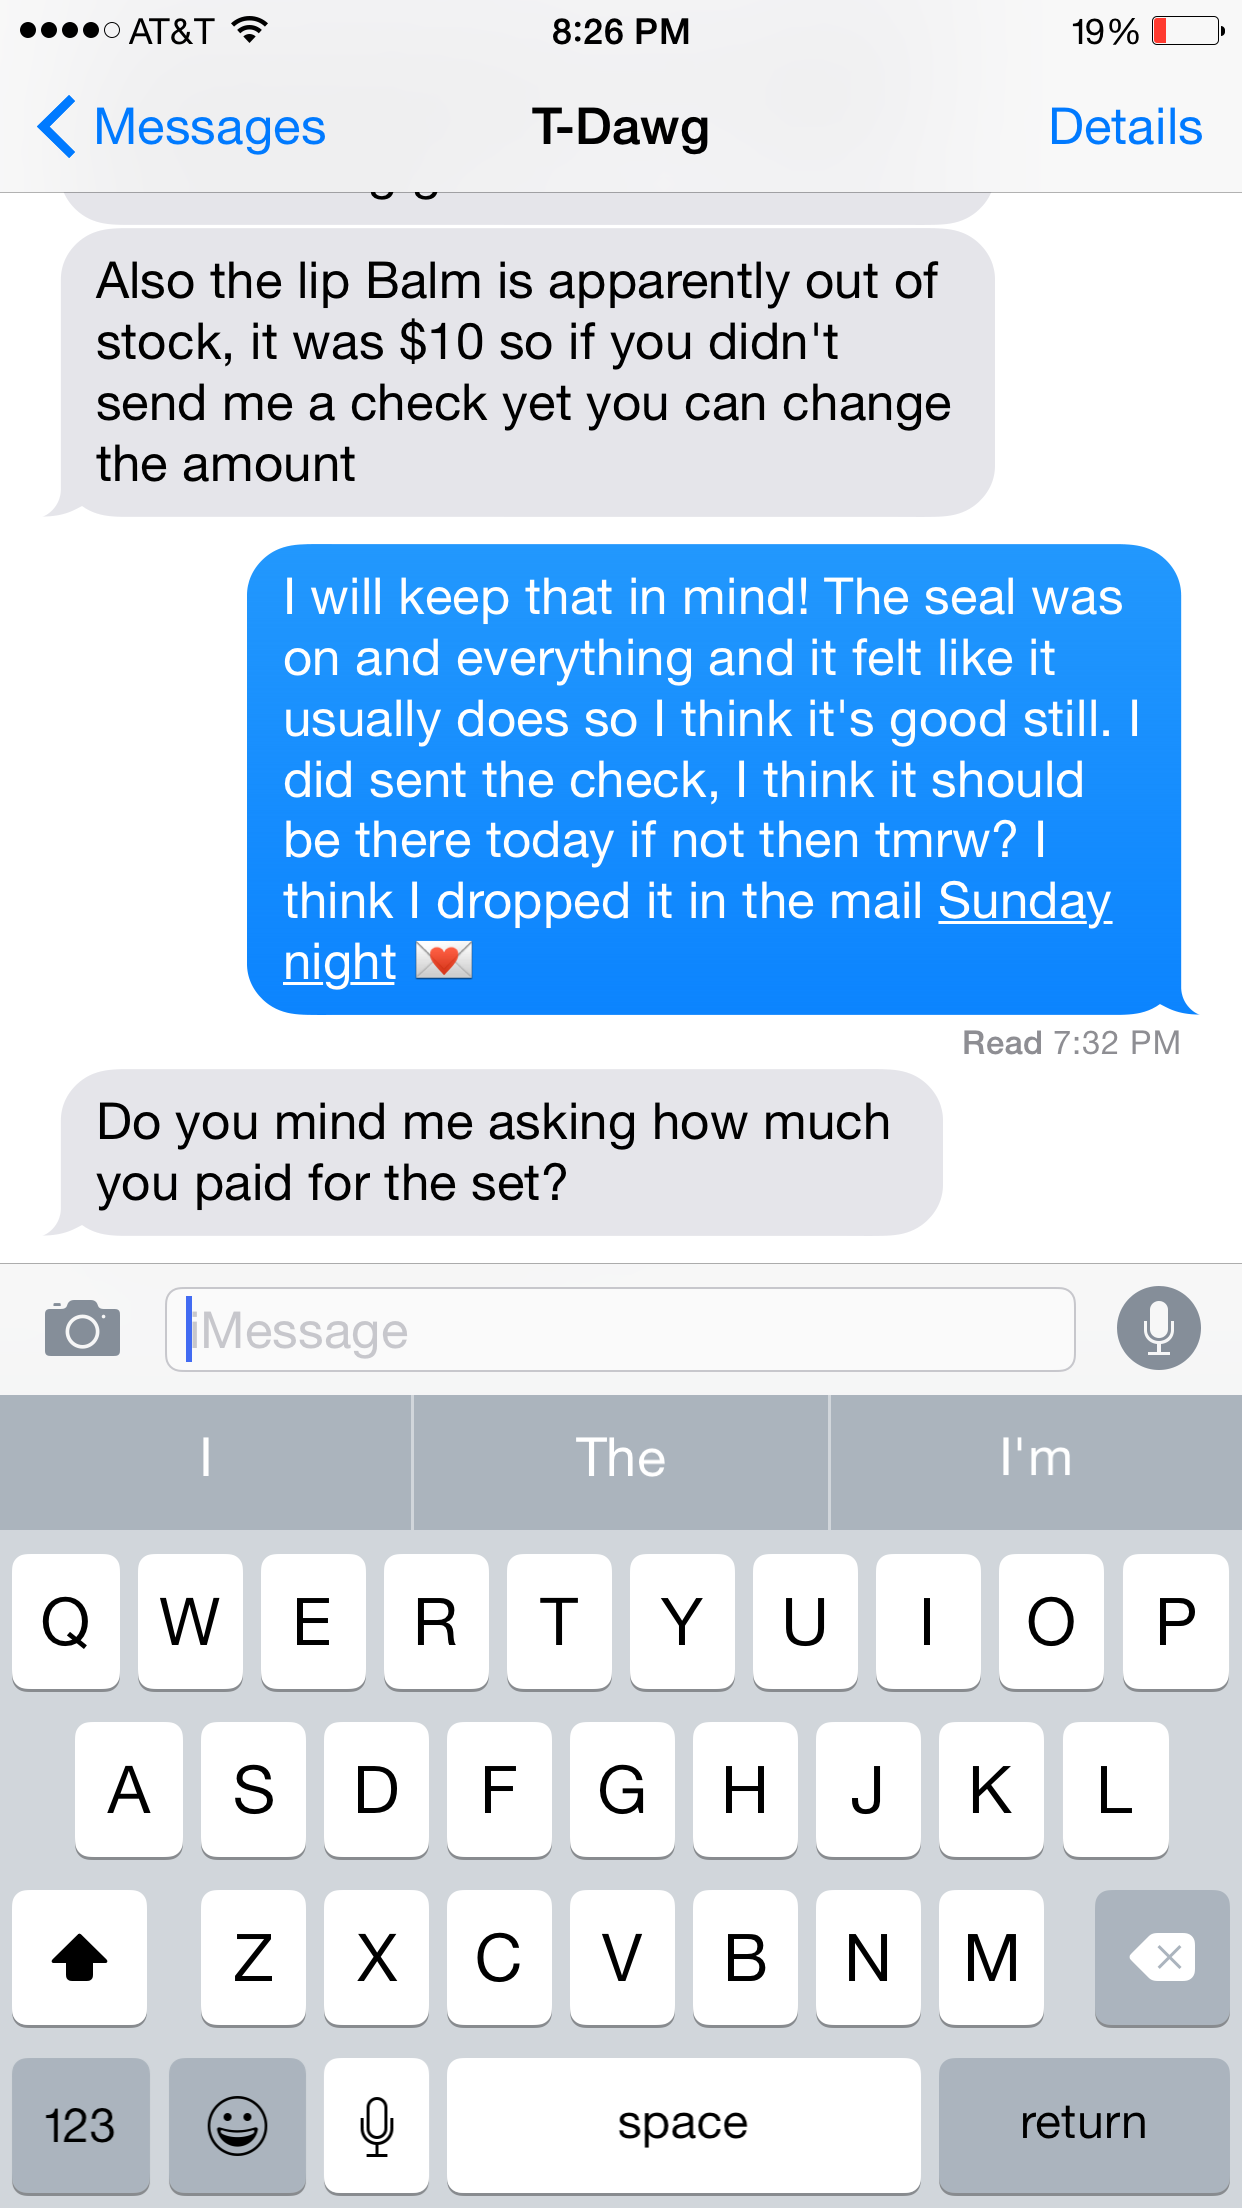 AT&T 8:26 PM 19%
Messages T-Dawg Details
Also the lip Balm is apparently out of
stock, it was $10 so if you didn't
send me a check yet you can change
the amount
I will keep that in mind! The seal was
on and everything and it felt like it
usually does so I think it's good still. I
did sent the check, I think it should
be there today if not then tmrw? I
think I dropped it in the mail Sunday
night 💌
Read 7:32 PM
Do you mind me asking how much
you paid for the set?
iMessage
I The I'm
Q W E R T Y U I O P
A S D F G H J K L
Z X C V B N M
123 space return